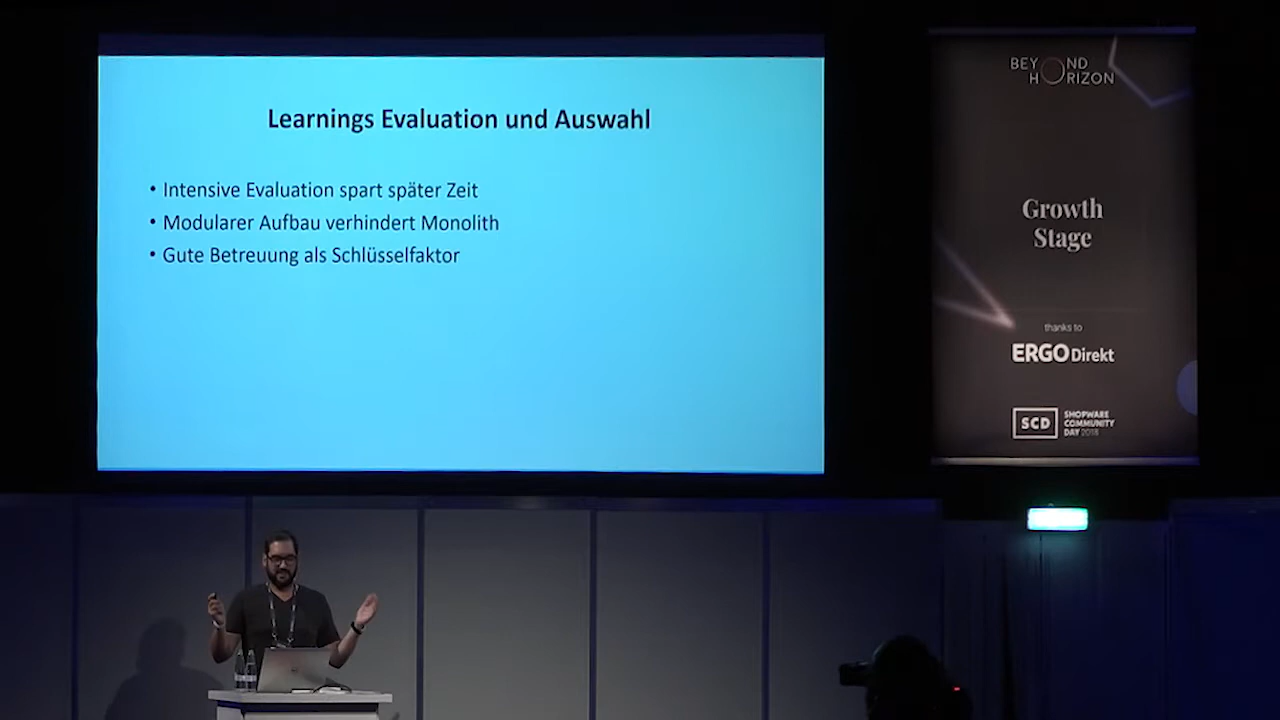 Learnings Evaluation und Auswahl
• Intensive Evaluation spart später Zeit
• Modularer Aufbau verhindert Monolith
• Gute Betreuung als Schlüsselfaktor
BEYOND
HORIZON
Growth
Stage
thanks to
ERGO Direkt
SCD
SHOPWARE
COMMUNITY
DAY 2018